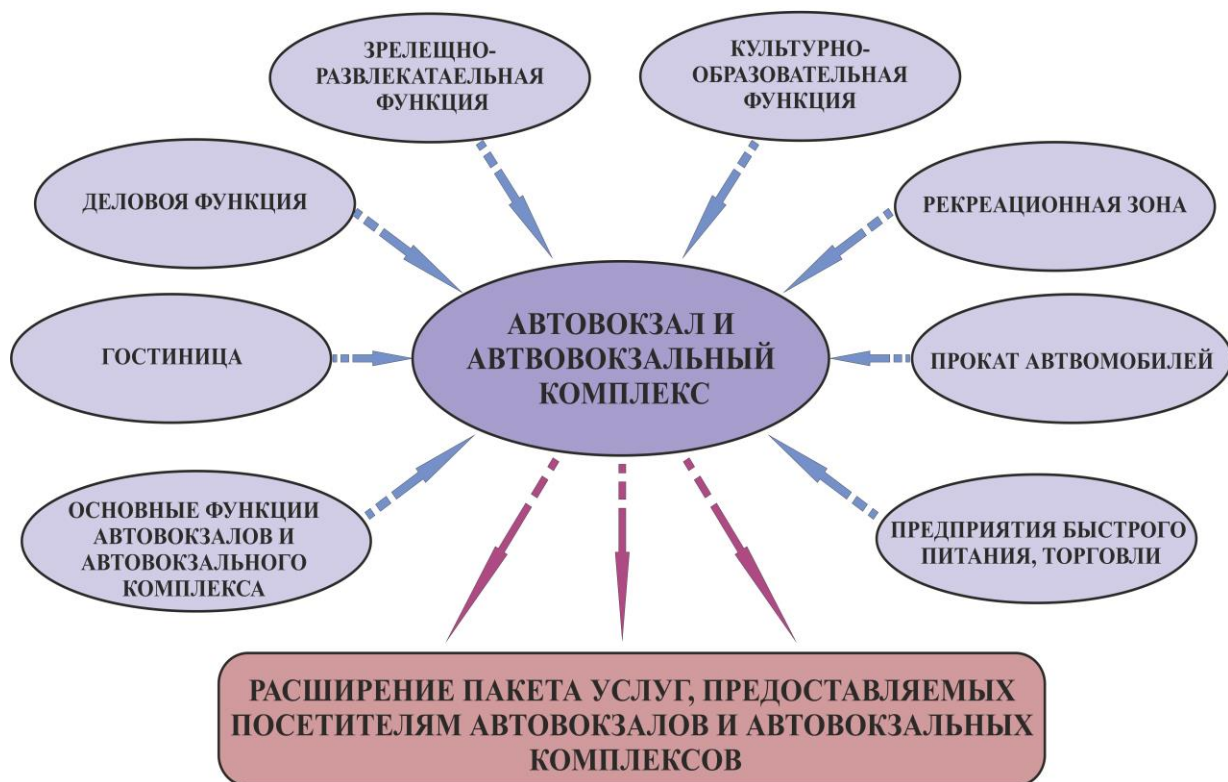 ЗРЕЛЕЩНО-
РАЗВЛЕКАТАЕЛЬНАЯ
ФУНКЦИЯ
КУЛЬТУРНО-
ОБРАЗОВАТЕЛЬНАЯ
ФУНКЦИЯ
ДЕЛОВОЯ ФУНКЦИЯ
РЕКРЕАЦИОННАЯ ЗОНА
АВТОВОКЗАЛ И
АВТВОВОКЗАЛЬНЫЙ
КОМПЛЕКС
ГОСТИНИЦА
ПРОКАТ АВТВОМОБИЛЕЙ
ОСНОВНЫЕ ФУНКЦИИ
АВТОВОКЗАЛОВ И
АВТОВОКЗАЛЬНОГО
КОМПЛЕКСА
ПРЕДПРИЯТИЯ БЫСТРОГО
ПИТАНИЯ, ТОРГОВЛИ
РАСШИРЕНИЕ ПАКЕТА УСЛУГ, ПРЕДОСТАВЛЯЕМЫХ
ПОСЕТИТЕЛЯМ АВТОВОКЗАЛОВ И АВТОВОКЗАЛЬНЫХ
КОМПЛЕКСОВ